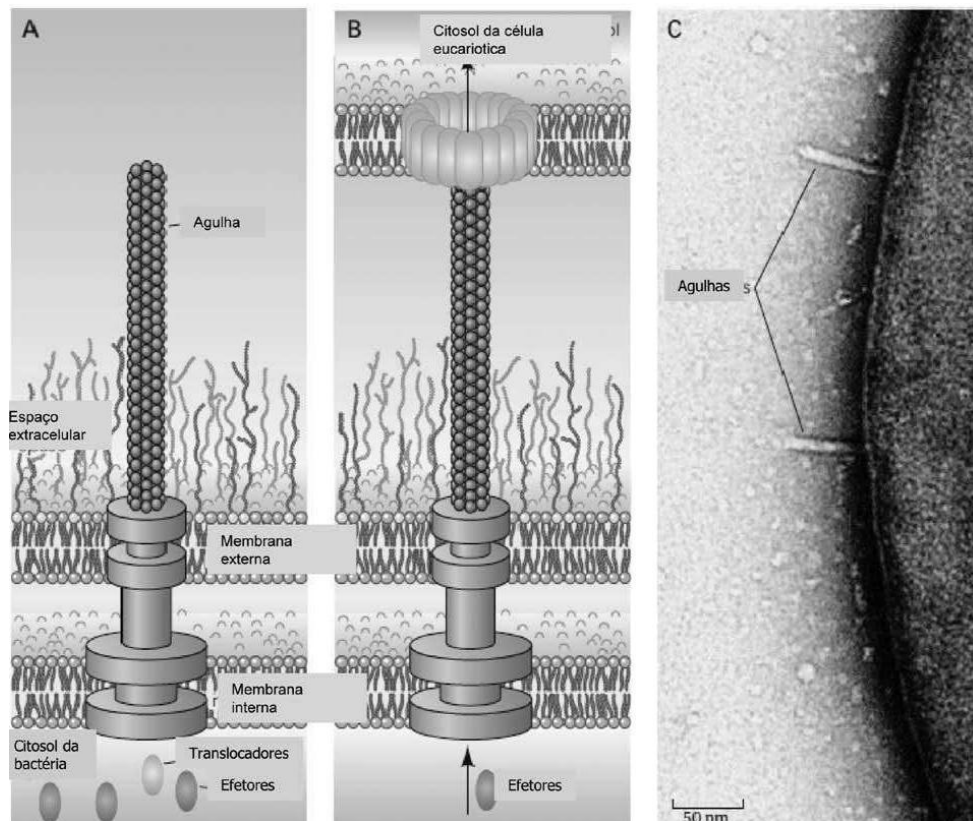 A
Agulha
Espaço
extracelular
Membrana
externa
Membrana
interna
Citosol da
bactéria
Translocadores
Efetores
B
Citosol da célula
eucariotica
ol
Efetores
C
Agulhas s
50 nm